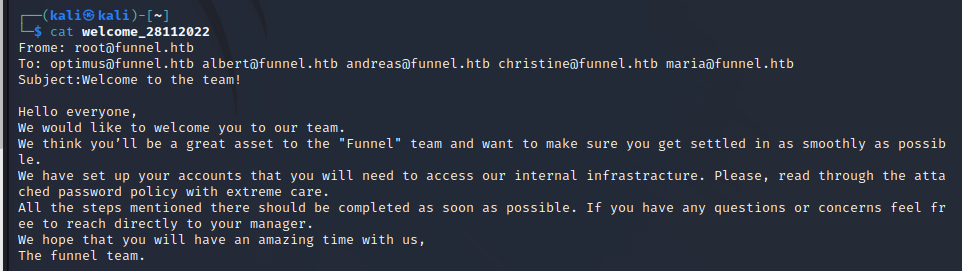 ┌──(kali㉿kali)-[~]
└─$ cat welcome_28112022
Frome: root@funnel.htb
To: optimus@funnel.htb albert@funnel.htb andreas@funnel.htb christine@funnel.htb maria@funnel.htb
Subject:Welcome to the team!
Hello everyone,
We would like to welcome you to our team.
We think you’ll be a great asset to the "Funnel" team and want to make sure you get settled in as smoothly as possib
le.
We have set up your accounts that you will need to access our internal infrastracture. Please, read through the atta
ched password policy with extreme care.
All the steps mentioned there should be completed as soon as possible. If you have any questions or concerns feel fr
ee to reach directly to your manager.
We hope that you will have an amazing time with us,
The funnel team.